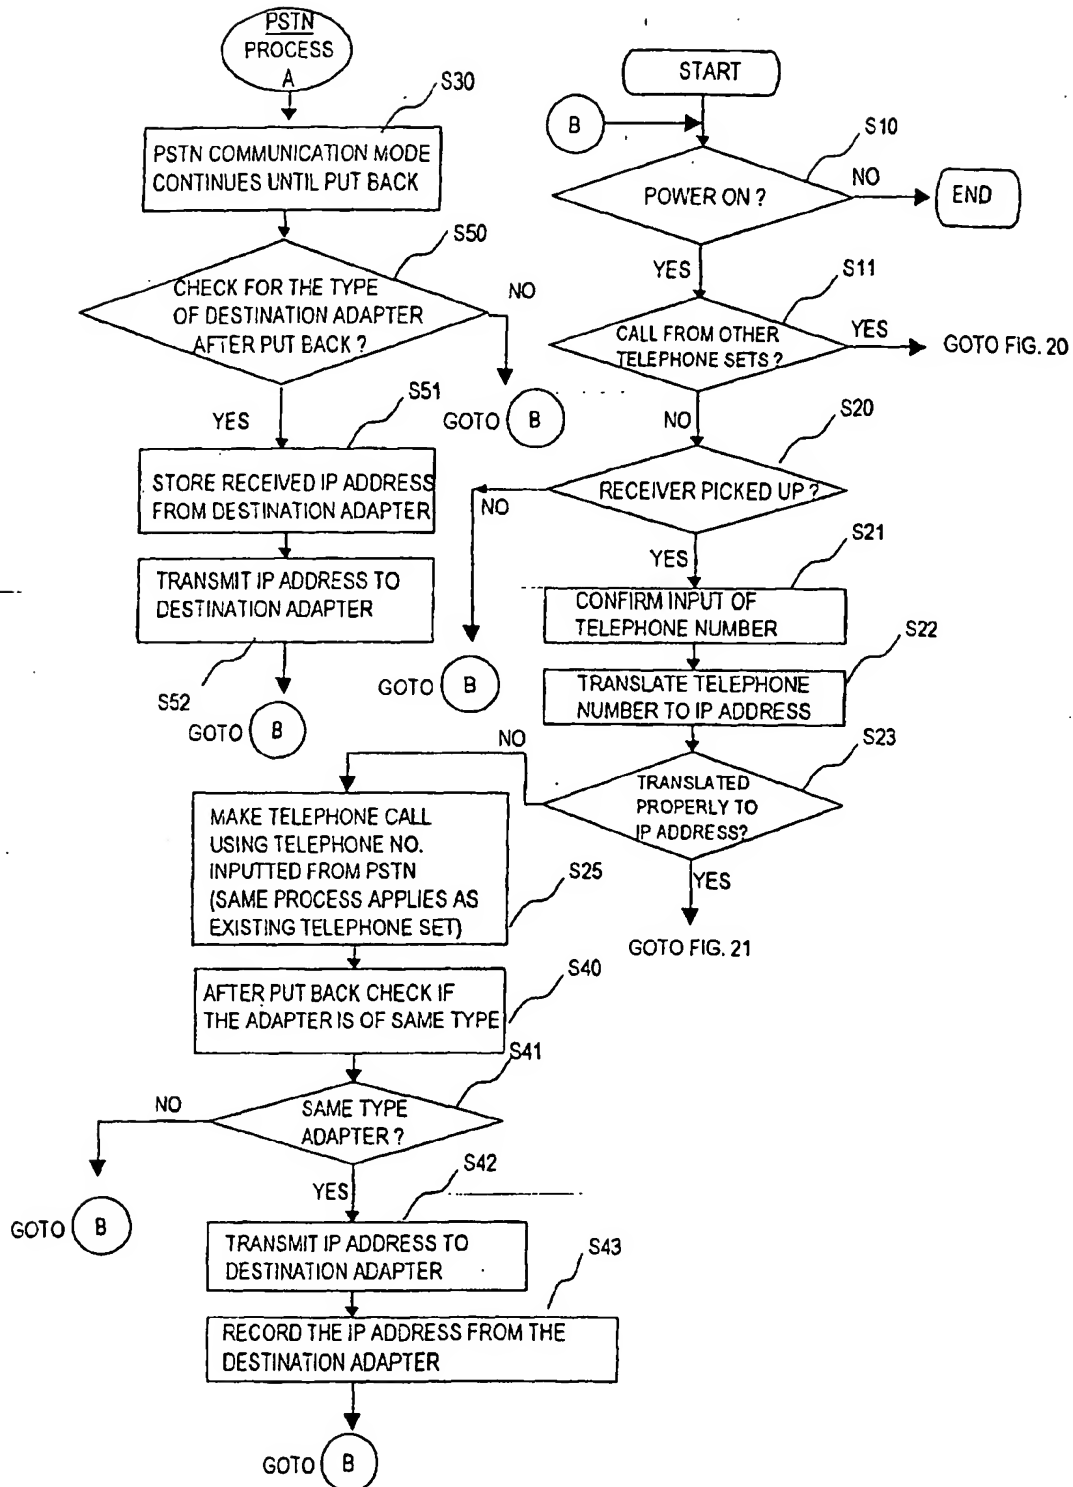 PSTN
PROCESS
A
S30
PSTN COMMUNICATION MODE
CONTINUES UNTIL PUT BACK
S50
CHECK FOR THE TYPE
OF DESTINATION ADAPTER
AFTER PUT BACK ?
NO
GOTO B
YES
S51
STORE RECEIVED IP ADDRESS
FROM DESTINATION ADAPTER
TRANSMIT IP ADDRESS TO
DESTINATION ADAPTER
S52
GOTO B
START
B
S10
POWER ON ?
NO
END
YES
S11
CALL FROM OTHER
TELEPHONE SETS ?
YES
GOTO FIG. 20
NO
S20
RECEIVER PICKED UP ?
NO
GOTO B
YES
S21
CONFIRM INPUT OF
TELEPHONE NUMBER
S22
TRANSLATE TELEPHONE
NUMBER TO IP ADDRESS
S23
TRANSLATED
PROPERLY TO
IP ADDRESS?
YES
GOTO FIG. 21
NO
MAKE TELEPHONE CALL
USING TELEPHONE NO.
INPUTTED FROM PSTN
(SAME PROCESS APPLIES AS
EXISTING TELEPHONE SET)
S25
S40
AFTER PUT BACK CHECK IF
THE ADAPTER IS OF SAME TYPE
S41
SAME TYPE
ADAPTER ?
NO
GOTO B
YES
S42
TRANSMIT IP ADDRESS TO
DESTINATION ADAPTER
S43
RECORD THE IP ADDRESS FROM THE
DESTINATION ADAPTER
GOTO B